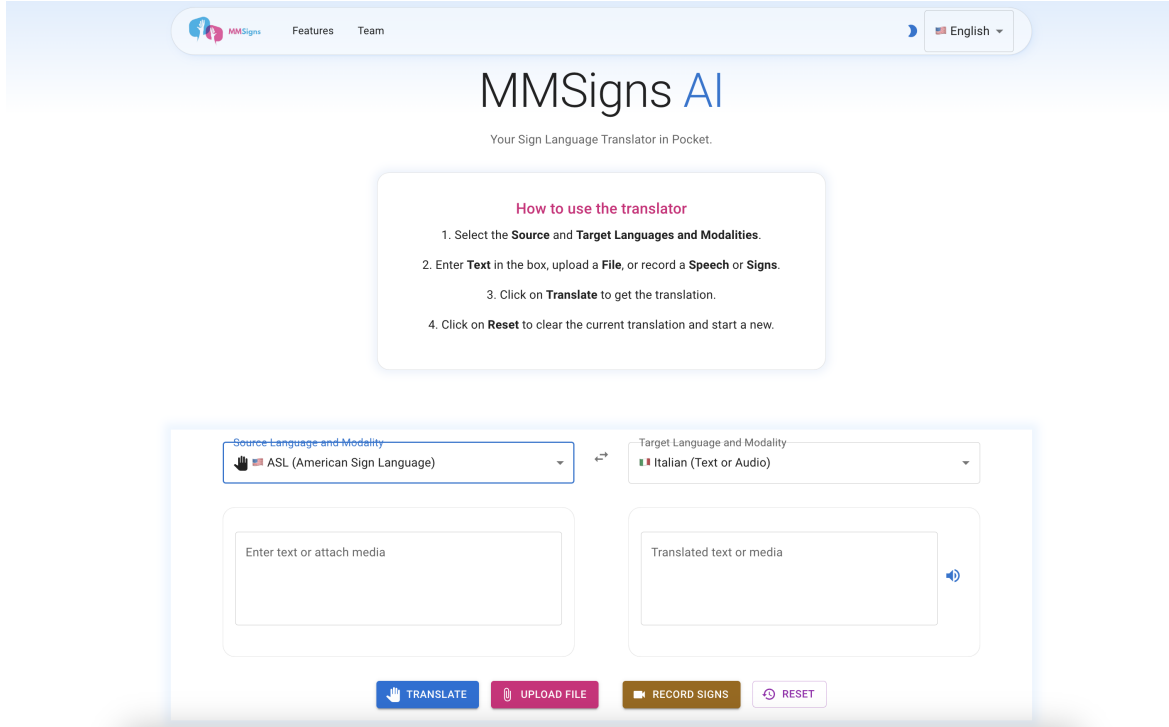 MMSigns
Features
Team
English
MMSigns AI
Your Sign Language Translator in Pocket.
How to use the translator
1. Select the Source and Target Languages and Modalities.
2. Enter Text in the box, upload a File, or record a Speech or Signs.
3. Click on Translate to get the translation.
4. Click on Reset to clear the current translation and start a new.
Source Language and Modality
ASL (American Sign Language)
Target Language and Modality
Italian (Text or Audio)
Enter text or attach media
Translated text or media
TRANSLATE
UPLOAD FILE
RECORD SIGNS
RESET